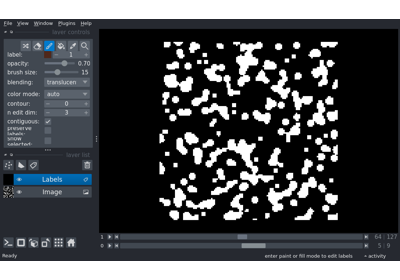 File View Window Plugins Help
layer controls
label: 1
opacity: 0.70
brush size: 15
blending: translucen
color mode: auto
contour: 0
n edit dim: 3
contiguous:
preserve labels:
show selected:
layer list
Labels
Image
1 64 127
0 5 9
Ready enter paint or fill mode to edit labels activity